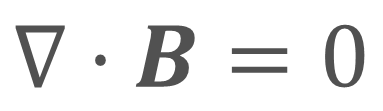 ∇ · B = 0